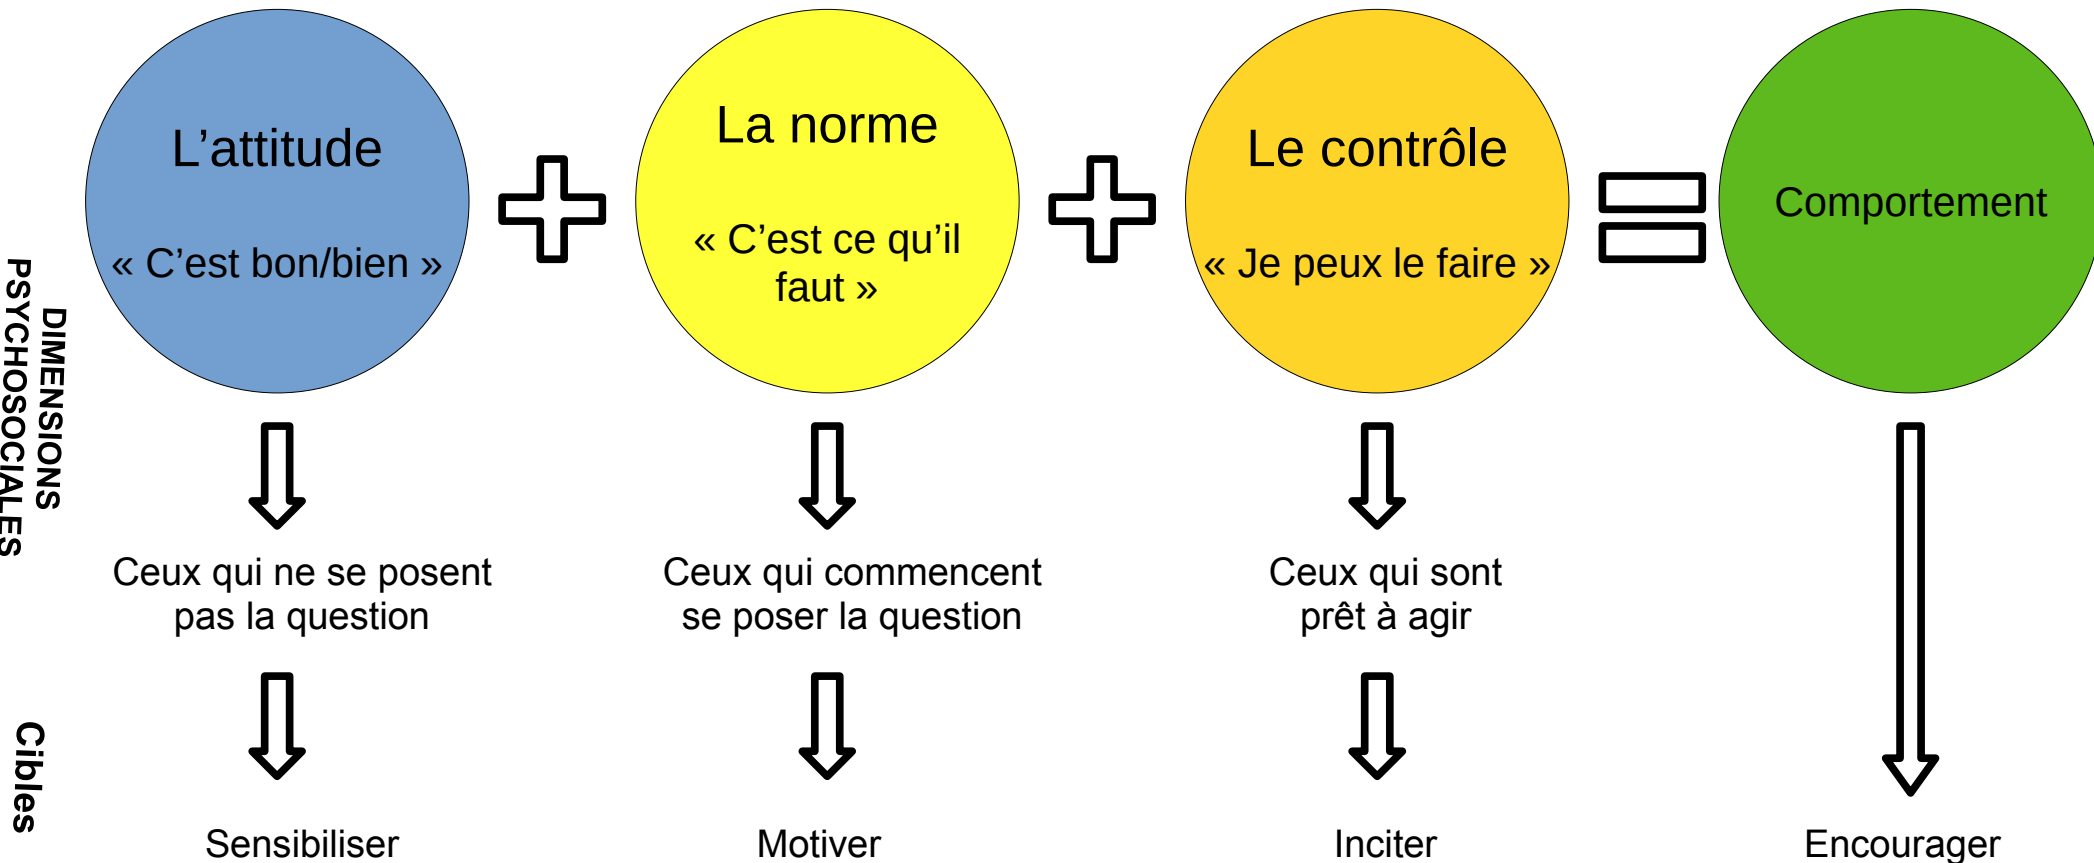 L’attitude
« C’est bon/bien »
La norme
« C’est ce qu’il
faut »
Le contrôle
« Je peux le faire »
Comportement
DIMENSIONS
PSYCHOSOCIALES
Ceux qui ne se posent
pas la question
Ceux qui commencent
se poser la question
Ceux qui sont
prêt à agir
Cibles
Sensibiliser
Motiver
Inciter
Encourager